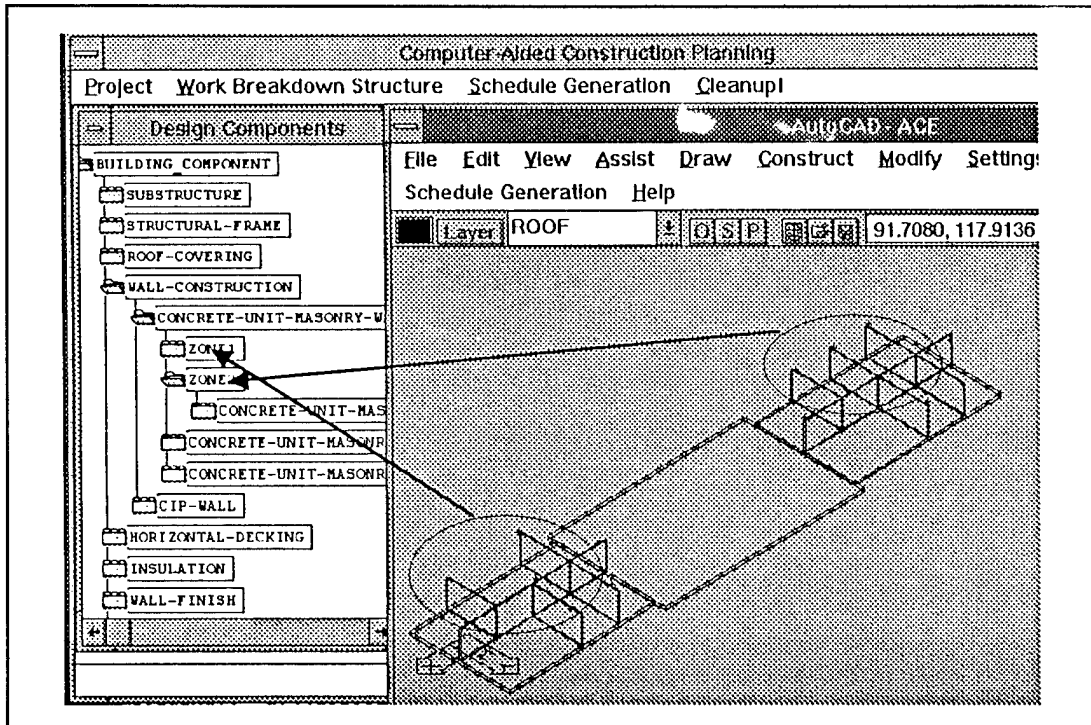 Computer-Aided Construction Planning
Project Work Breakdown Structure Schedule Generation Cleanup!
Design Components
AutoCAD - ACE
BUILDING_COMPONENT
SUBSTRUCTURE
STRUCTURAL-FRAME
ROOF-COVERING
WALL-CONSTRUCTION
CONCRETE-UNIT-MASONRY-W
ZONE1
ZONE
CONCRETE-UNIT-MAS
CONCRETE-UNIT-MASONR
CONCRETE-UNIT-MASONR
CIP-WALL
HORIZONTAL-DECKING
INSULATION
WALL-FINISH
File Edit View Assist Draw Construct Modify Settings
Schedule Generation Help
Layer ROOF O S P 91.7080, 117.9136